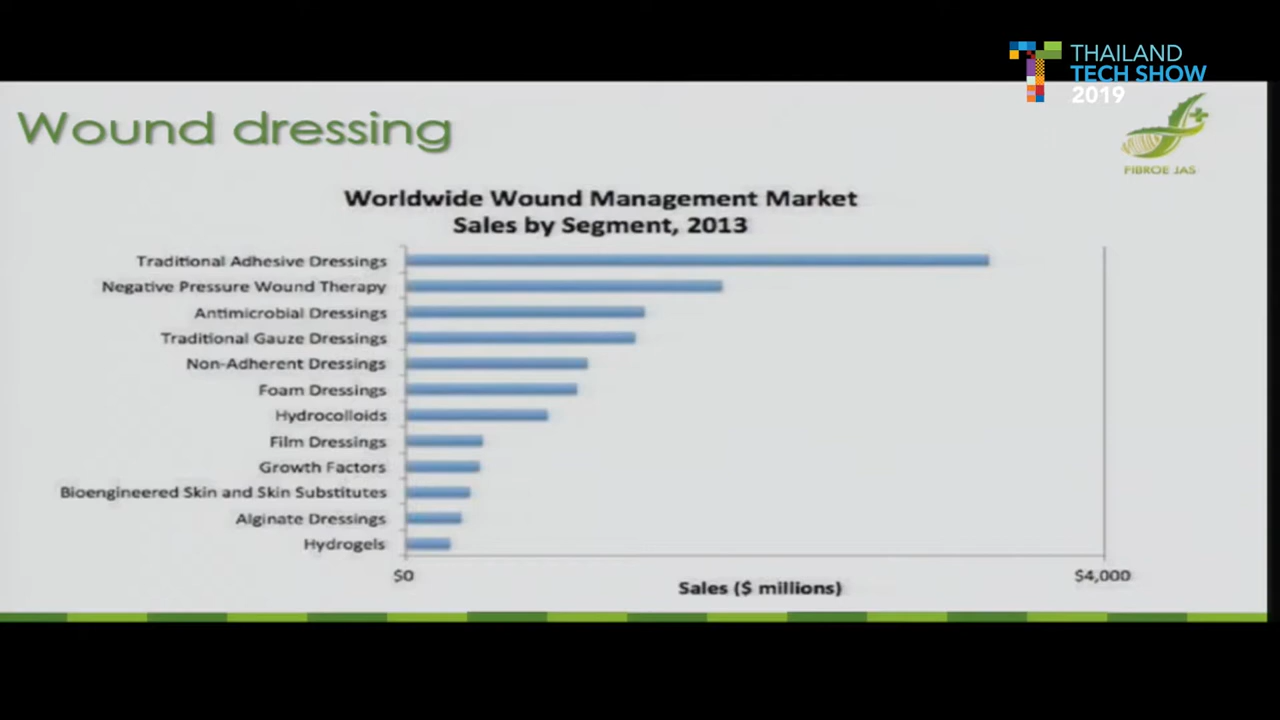 THAILAND
TECH SHOW
2019
Wound dressing
FIBROE JAS
Worldwide Wound Management Market
Sales by Segment, 2013
Traditional Adhesive Dressings
Negative Pressure Wound Therapy
Antimicrobial Dressings
Traditional Gauze Dressings
Non-Adherent Dressings
Foam Dressings
Hydrocolloids
Film Dressings
Growth Factors
Bioengineered Skin and Skin Substitutes
Alginate Dressings
Hydrogels
$0
$4,000
Sales ($ millions)